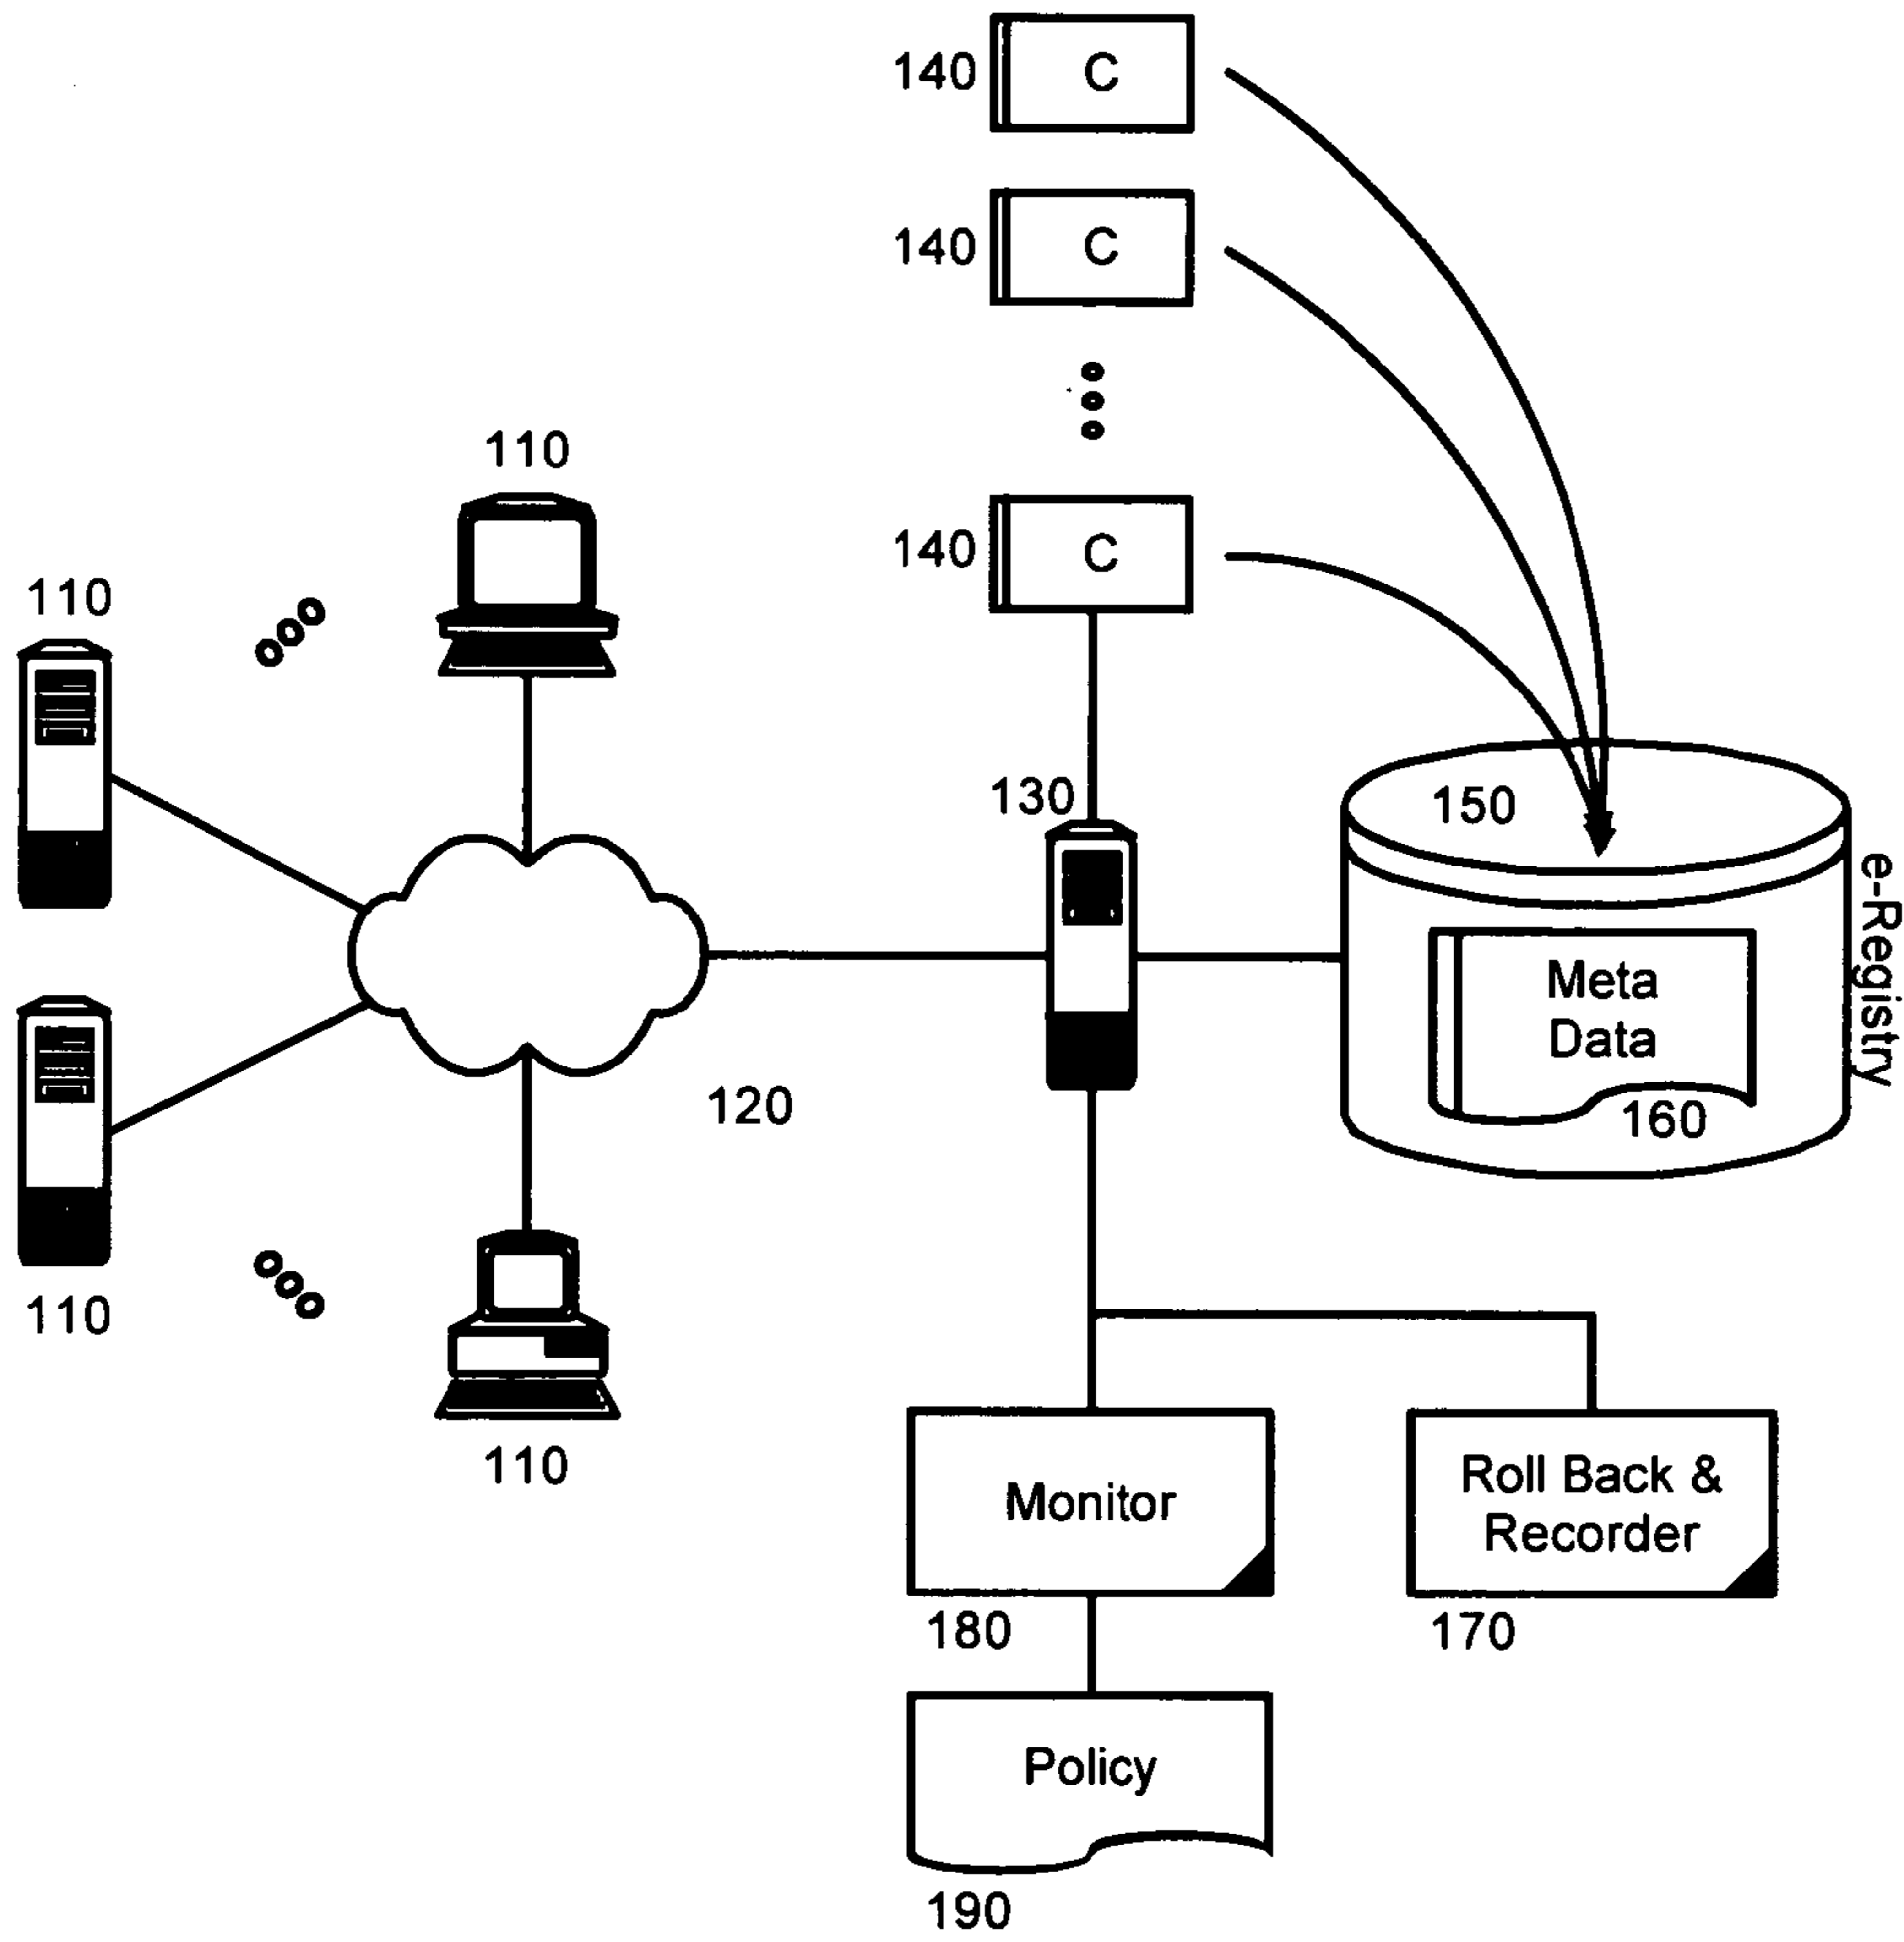 140
C
140
C
110
140
C
110
130
150
e-Registry
Meta
Data
160
120
110
110
Monitor
180
Roll Back &
Recorder
170
Policy
190